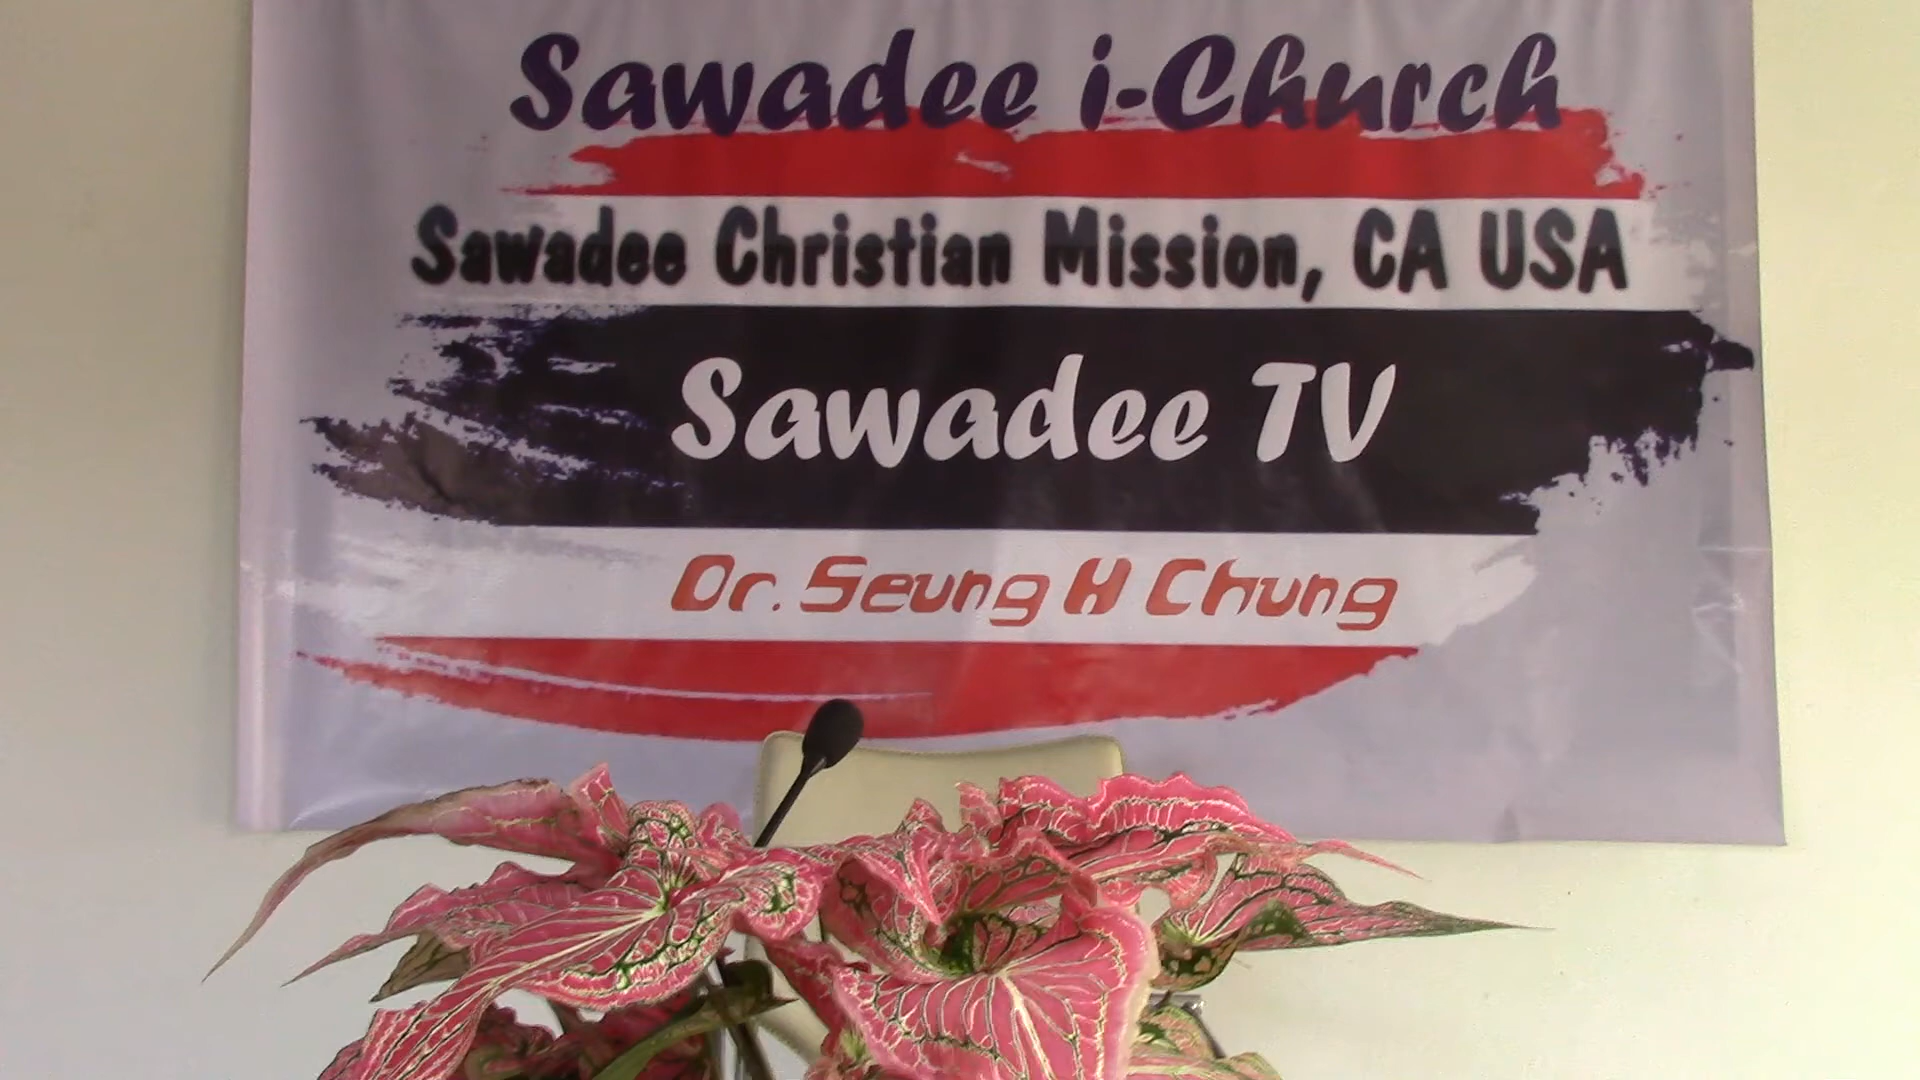 Sawadee i-Church
Sawadee Christian Mission, CA USA
Sawadee TV
Dr. Seung H Chung